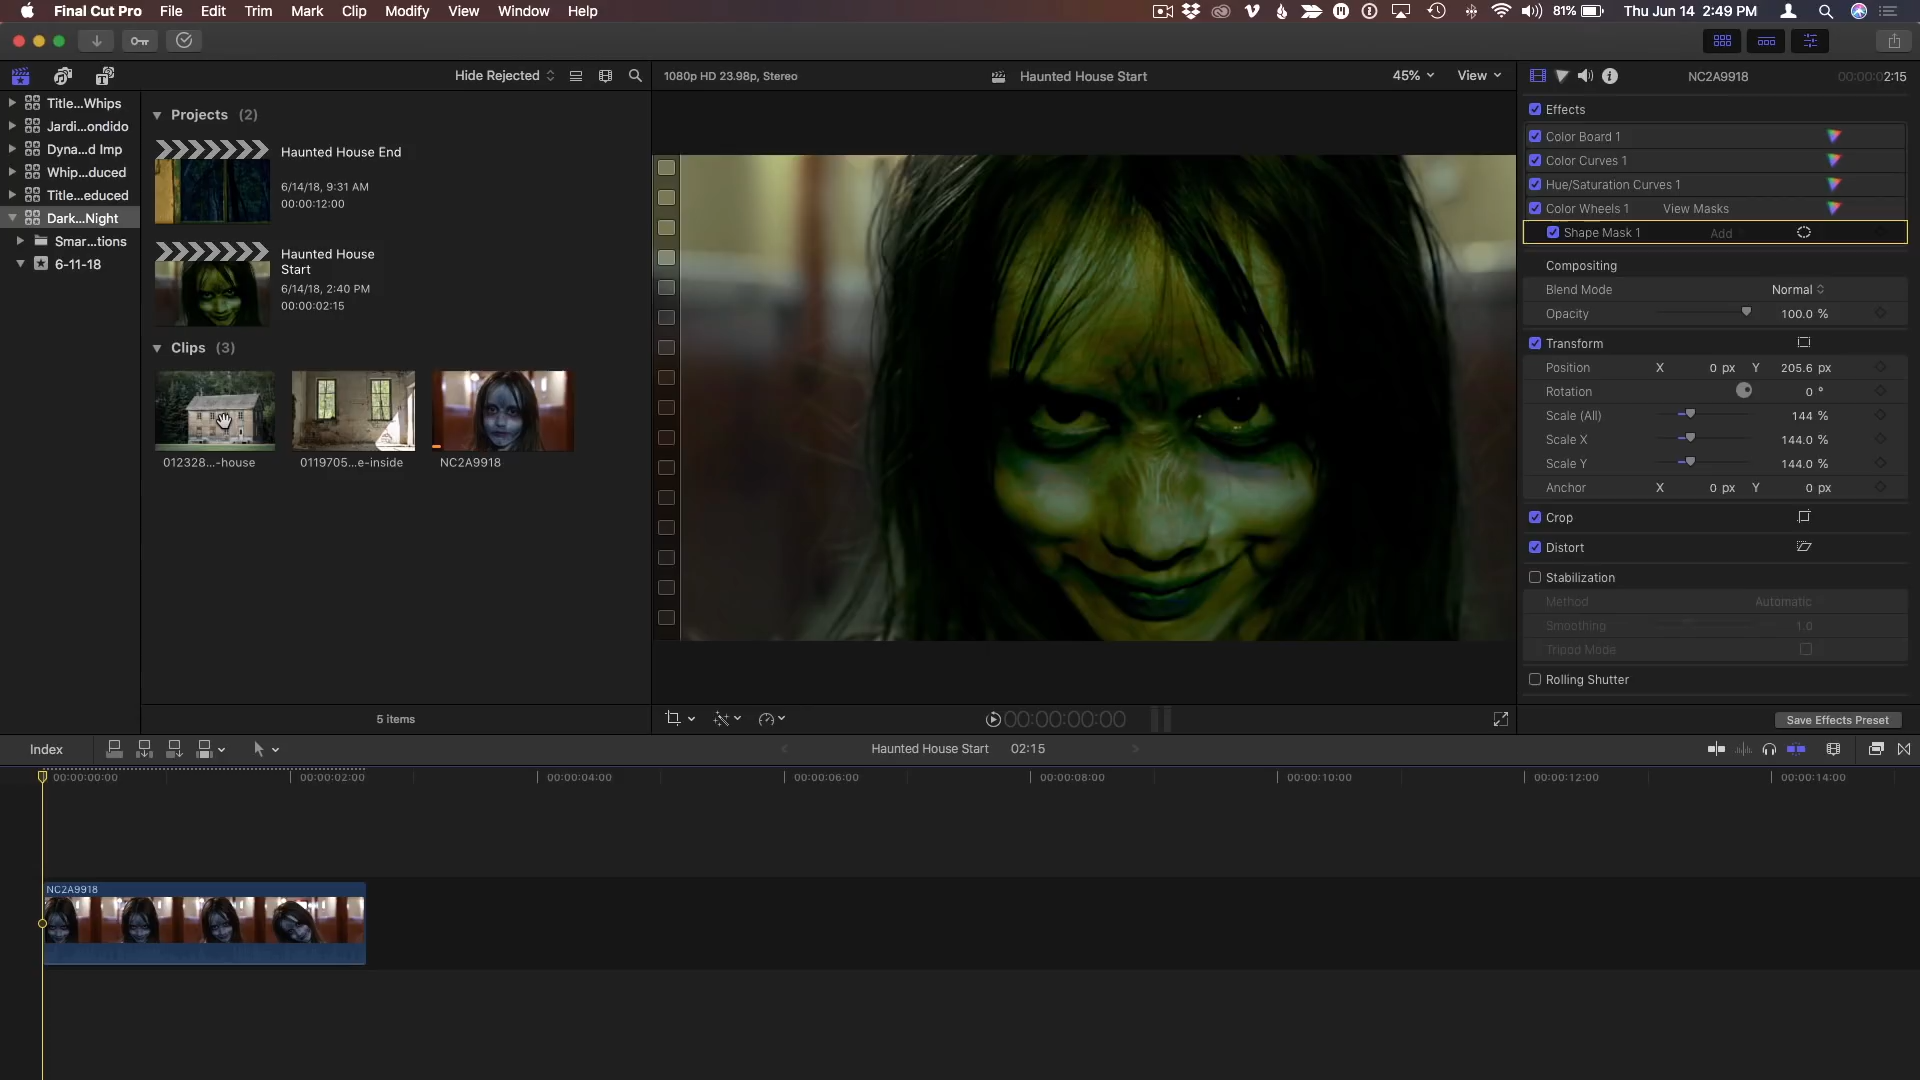 Final Cut Pro File Edit Trim Mark Clip Modify View Window Help 81% Thu Jun 14 2:49 PM
Hide Rejected
1080p HD 23.98p, Stereo
Haunted House Start
45%
View
NC2A9918
00:00:02:15
Title...Whips
Jardi...ondido
Dyna...d Imp
Whip...duced
Title...educed
Dark...Night
Smar...tions
6-11-18
Projects (2)
Haunted House End
6/14/18, 9:31 AM
00:00:12:00
Haunted House
Start
6/14/18, 2:40 PM
00:00:02:15
Clips (3)
012328...-house
0119705...e-inside
NC2A9918
5 items
Effects
Color Board 1
Color Curves 1
Hue/Saturation Curves 1
Color Wheels 1 View Masks
Shape Mask 1 Add
Compositing
Blend Mode Normal
Opacity 100.0 %
Transform
Position X 0 px Y 205.6 px
Rotation 0 °
Scale (All) 144 %
Scale X 144.0 %
Scale Y 144.0 %
Anchor X 0 px Y 0 px
Crop
Distort
Stabilization
Method Automatic
Smoothing 1.0
Tripod Mode
Rolling Shutter
Save Effects Preset
00:00:00:00
Index
Haunted House Start 02:15
00:00:00:00 00:00:02:00 00:00:04:00 00:00:06:00 00:00:08:00 00:00:10:00 00:00:12:00 00:00:14:00
NC2A9918